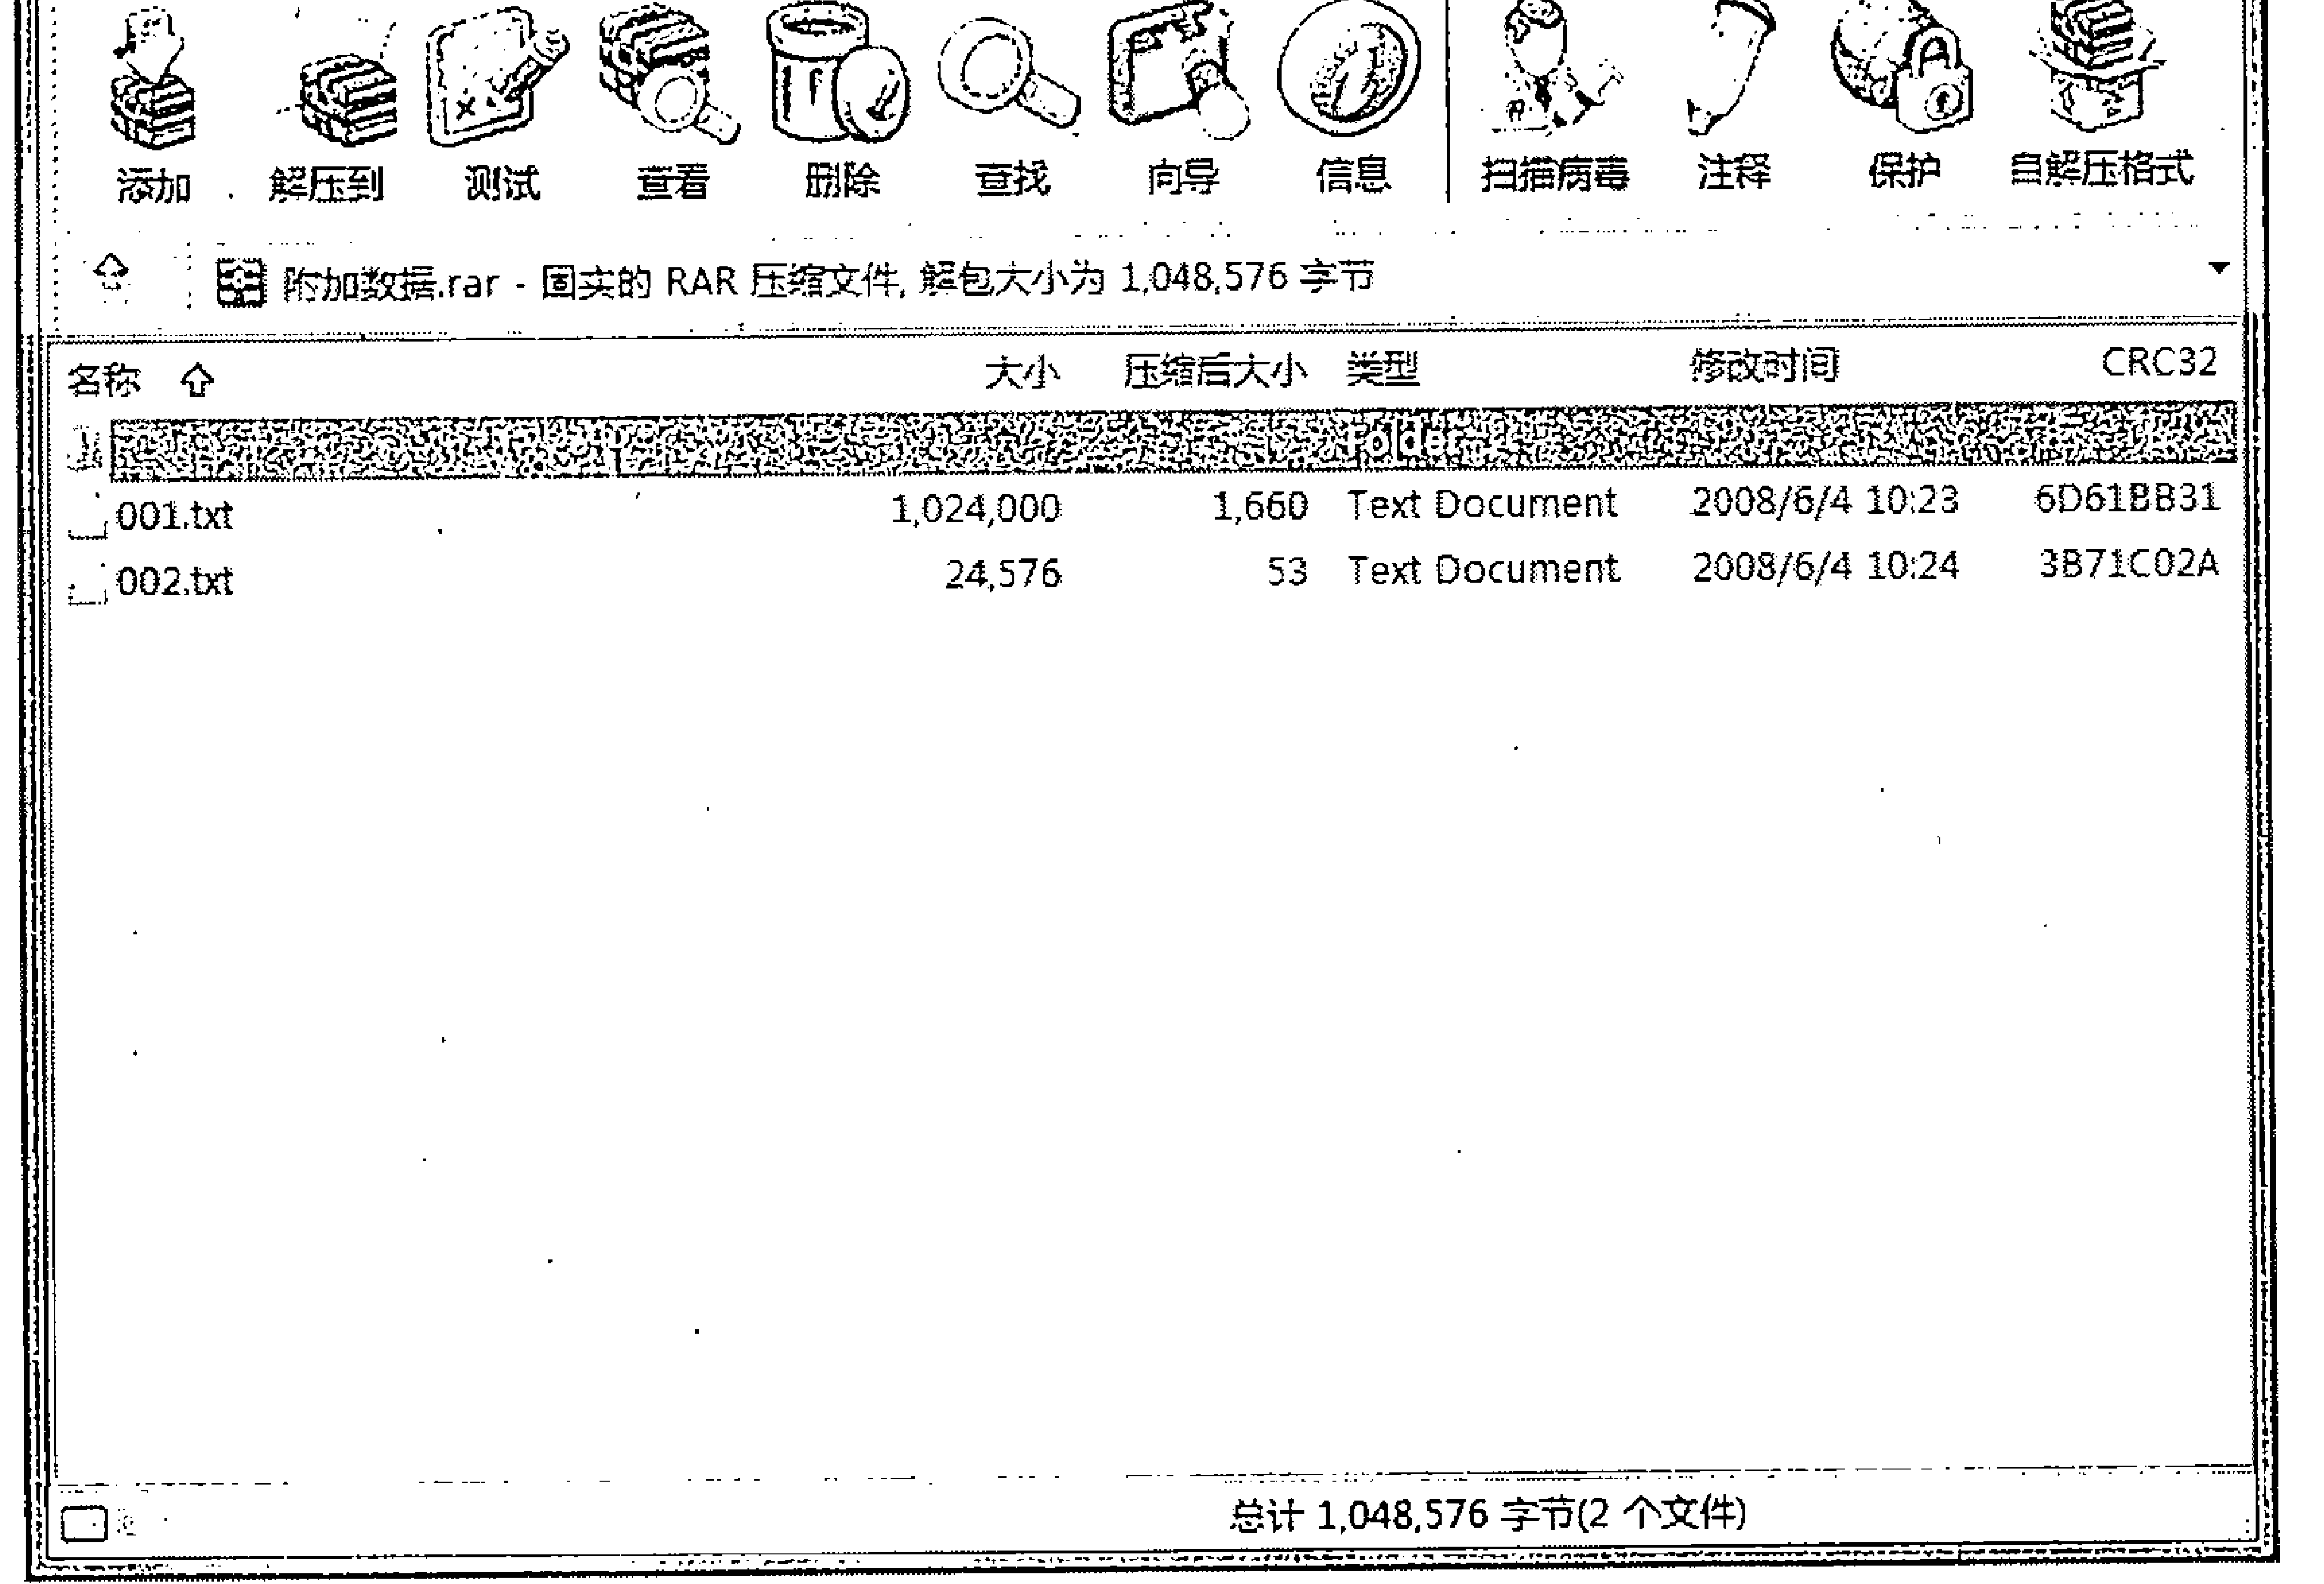 添加 解压到 测试 查看 删除 查找 向导 信息 扫描病毒 注释 保护 自解压格式
附加数据.rar - 固实的 RAR 压缩文件, 解包大小为 1,048,576 字节
名称 大小 压缩后大小 类型 修改时间 CRC32
Folder
001.txt 1,024,000 1,660 Text Document 2008/6/4 10:23 6D61BB31
002.txt 24,576 53 Text Document 2008/6/4 10:24 3B71C02A
总计 1,048,576 字节(2 个文件)